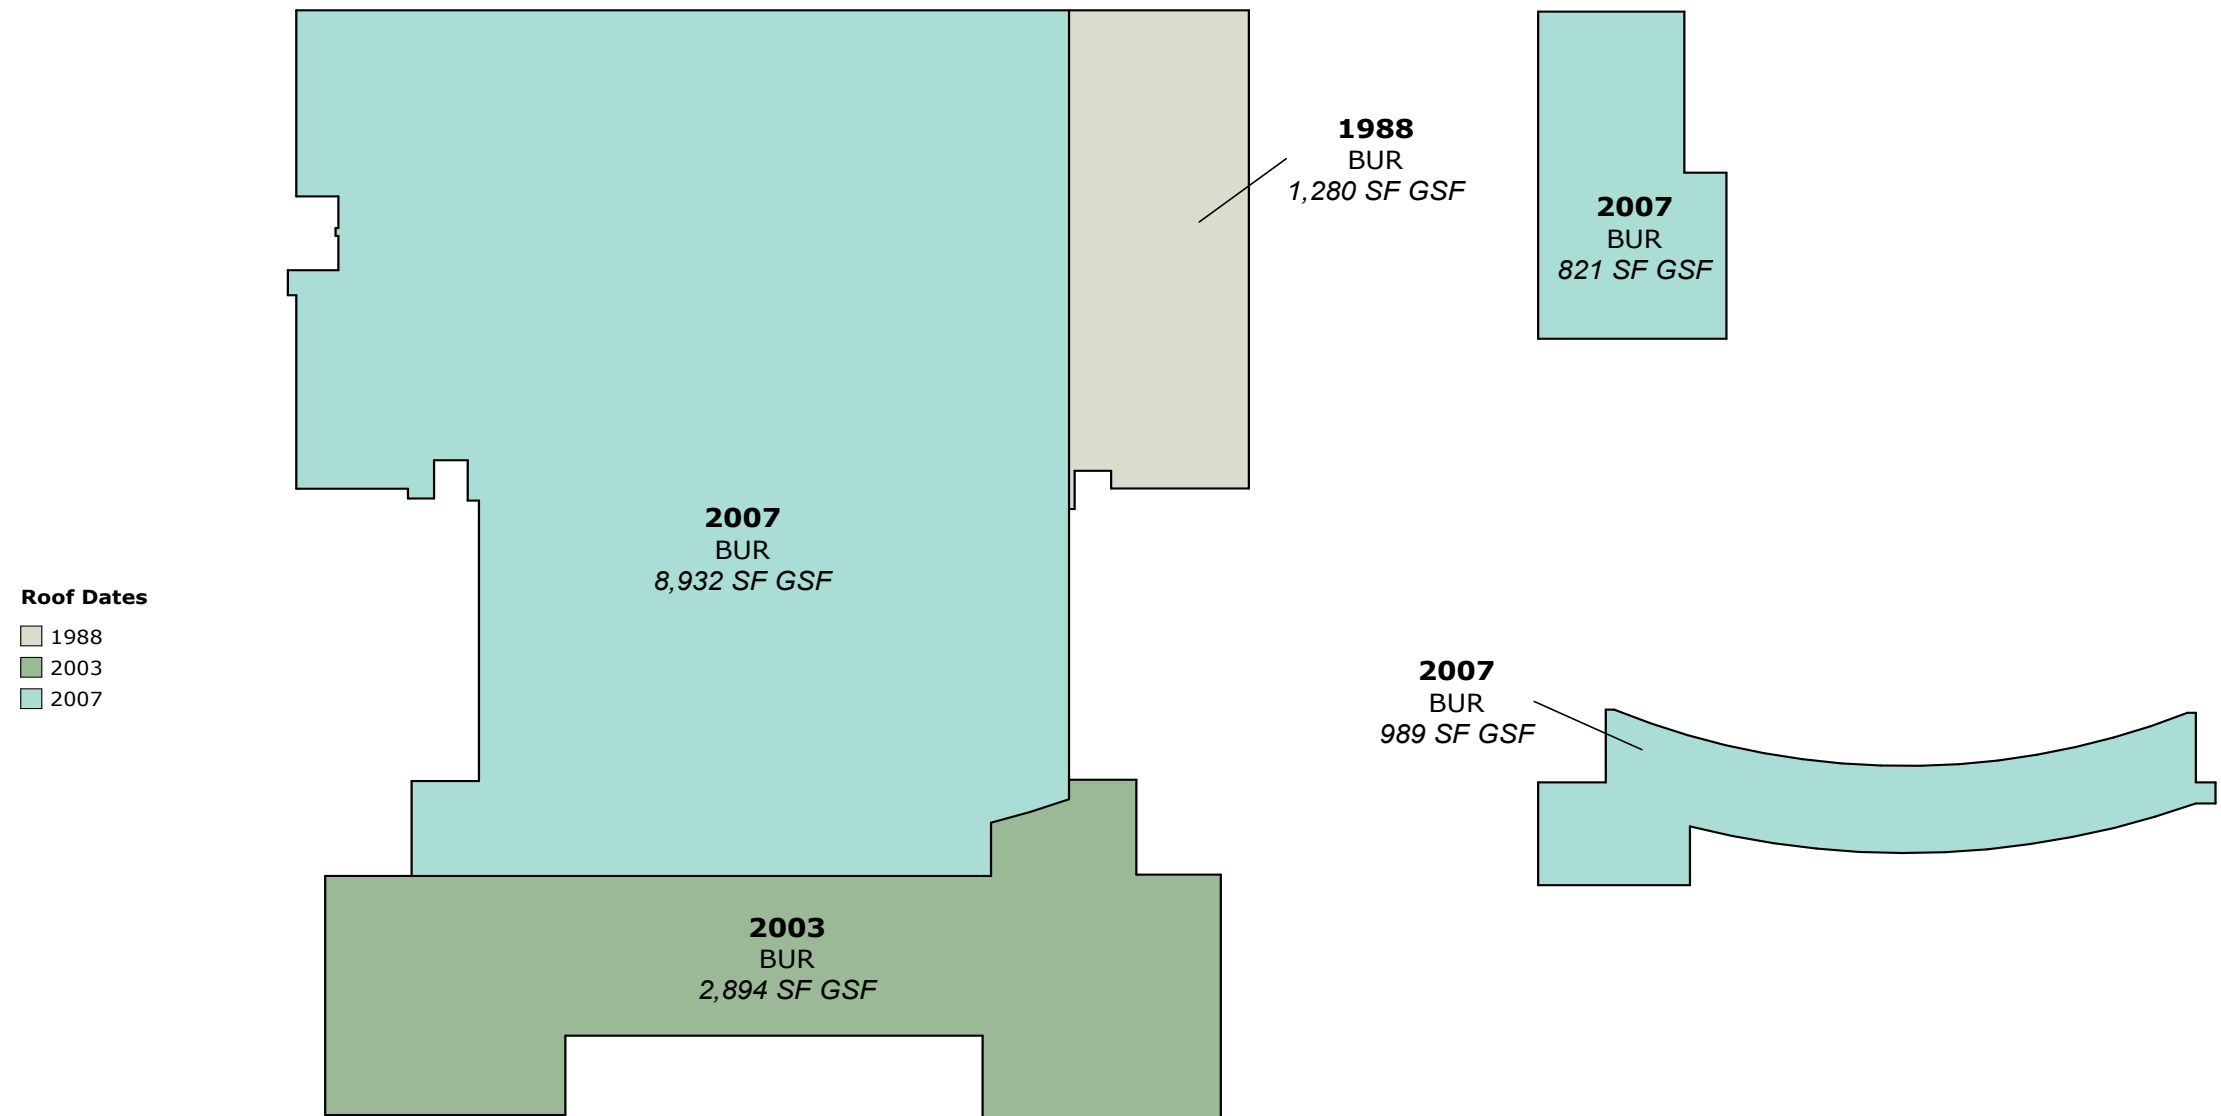 1988
BUR
1,280 SF GSF
2007
BUR
821 SF GSF
2007
BUR
8,932 SF GSF
Roof Dates
1988
2003
2007
2007
BUR
989 SF GSF
2003
BUR
2,894 SF GSF